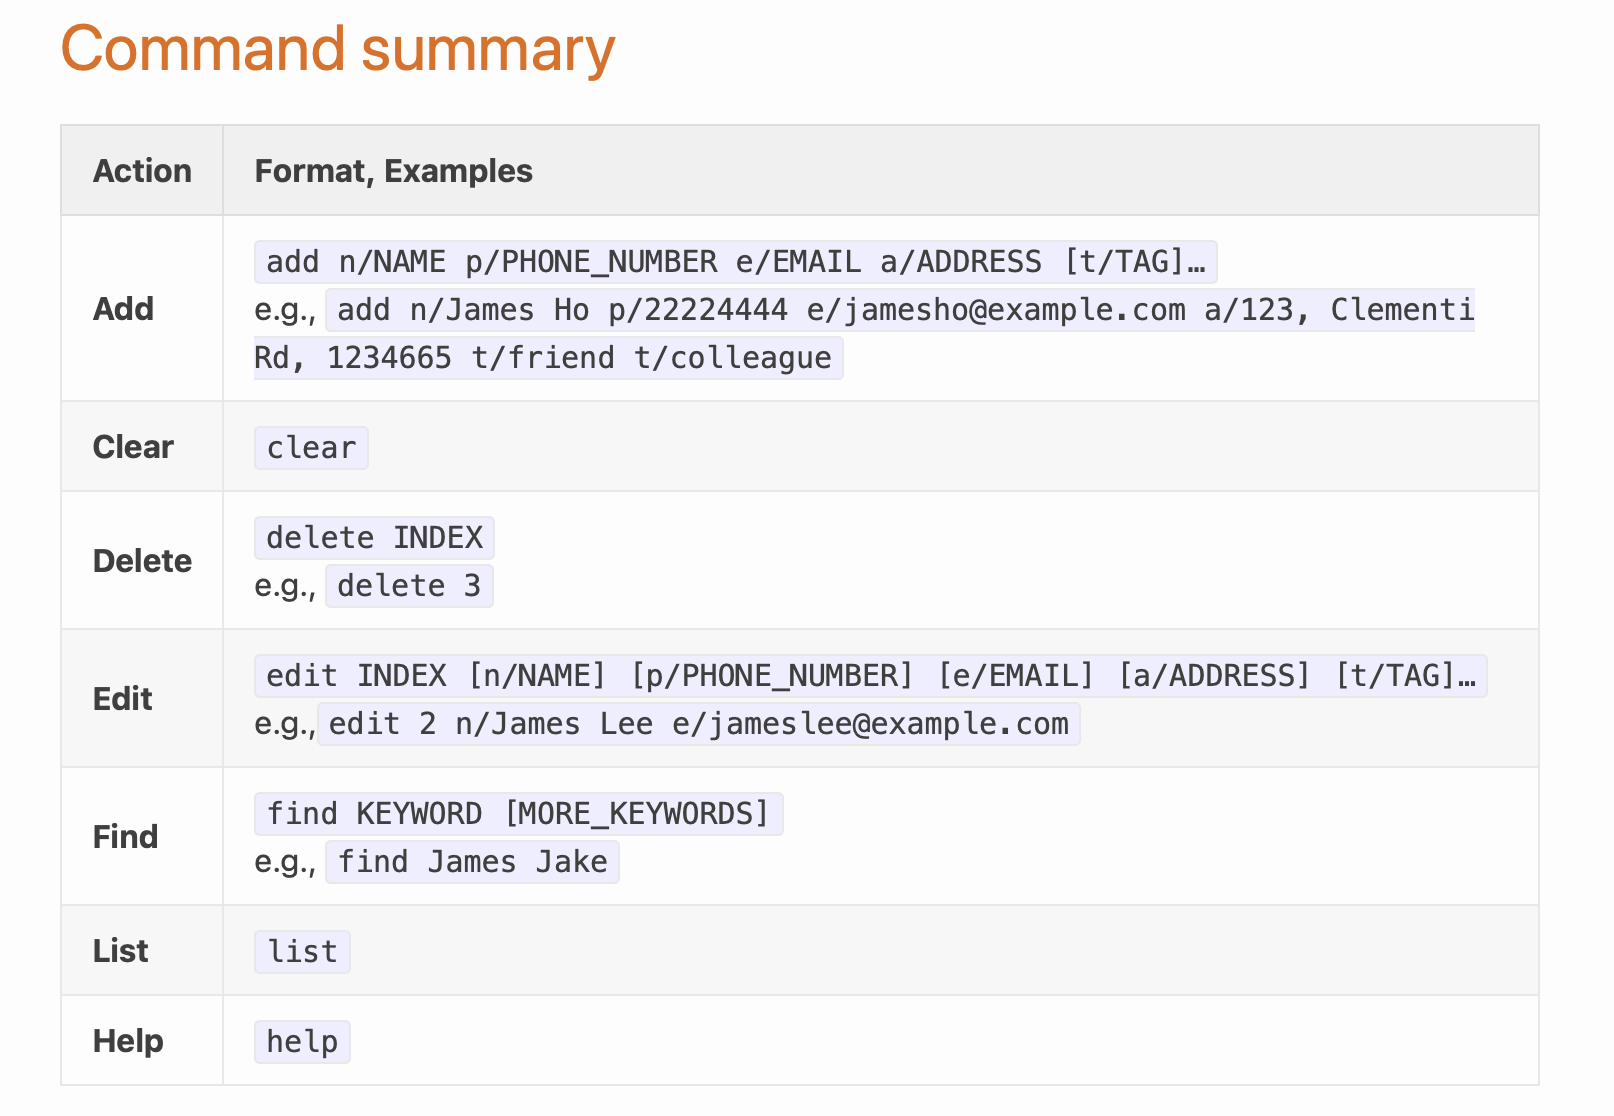 Command summary
Action Format, Examples
Add
add n/NAME p/PHONE_NUMBER e/EMAIL a/ADDRESS [t/TAG]…
e.g., add n/James Ho p/22224444 e/jamesho@example.com a/123, Clementi
Rd, 1234665 t/friend t/colleague
Clear clear
Delete
delete INDEX
e.g., delete 3
Edit
edit INDEX [n/NAME] [p/PHONE_NUMBER] [e/EMAIL] [a/ADDRESS] [t/TAG]…
e.g., edit 2 n/James Lee e/jameslee@example.com
Find
find KEYWORD [MORE_KEYWORDS]
e.g., find James Jake
List list
Help help